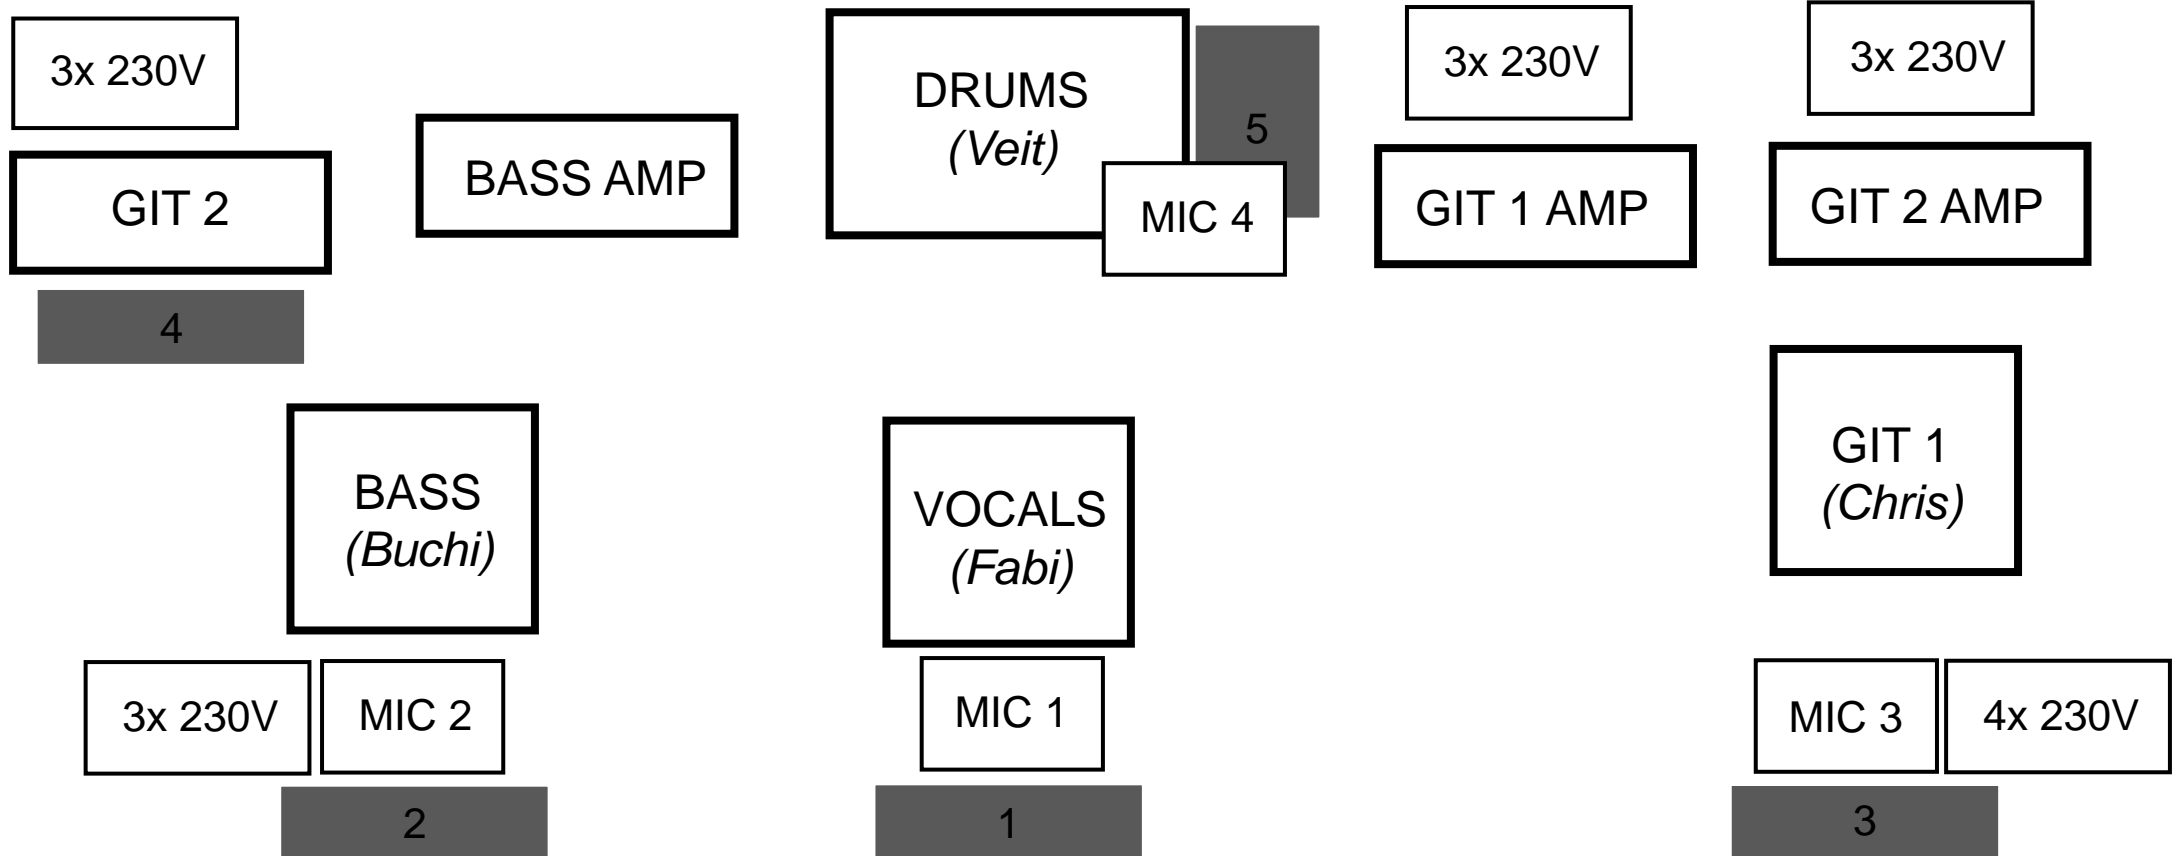 3x 230V
DRUMS
(Veit)
5
3x 230V
3x 230V
GIT 2
BASS AMP
MIC 4
GIT 1 AMP
GIT 2 AMP
4
BASS
(Buchi)
VOCALS
(Fabi)
GIT 1
(Chris)
3x 230V
MIC 2
MIC 1
MIC 3
4x 230V
2
1
3